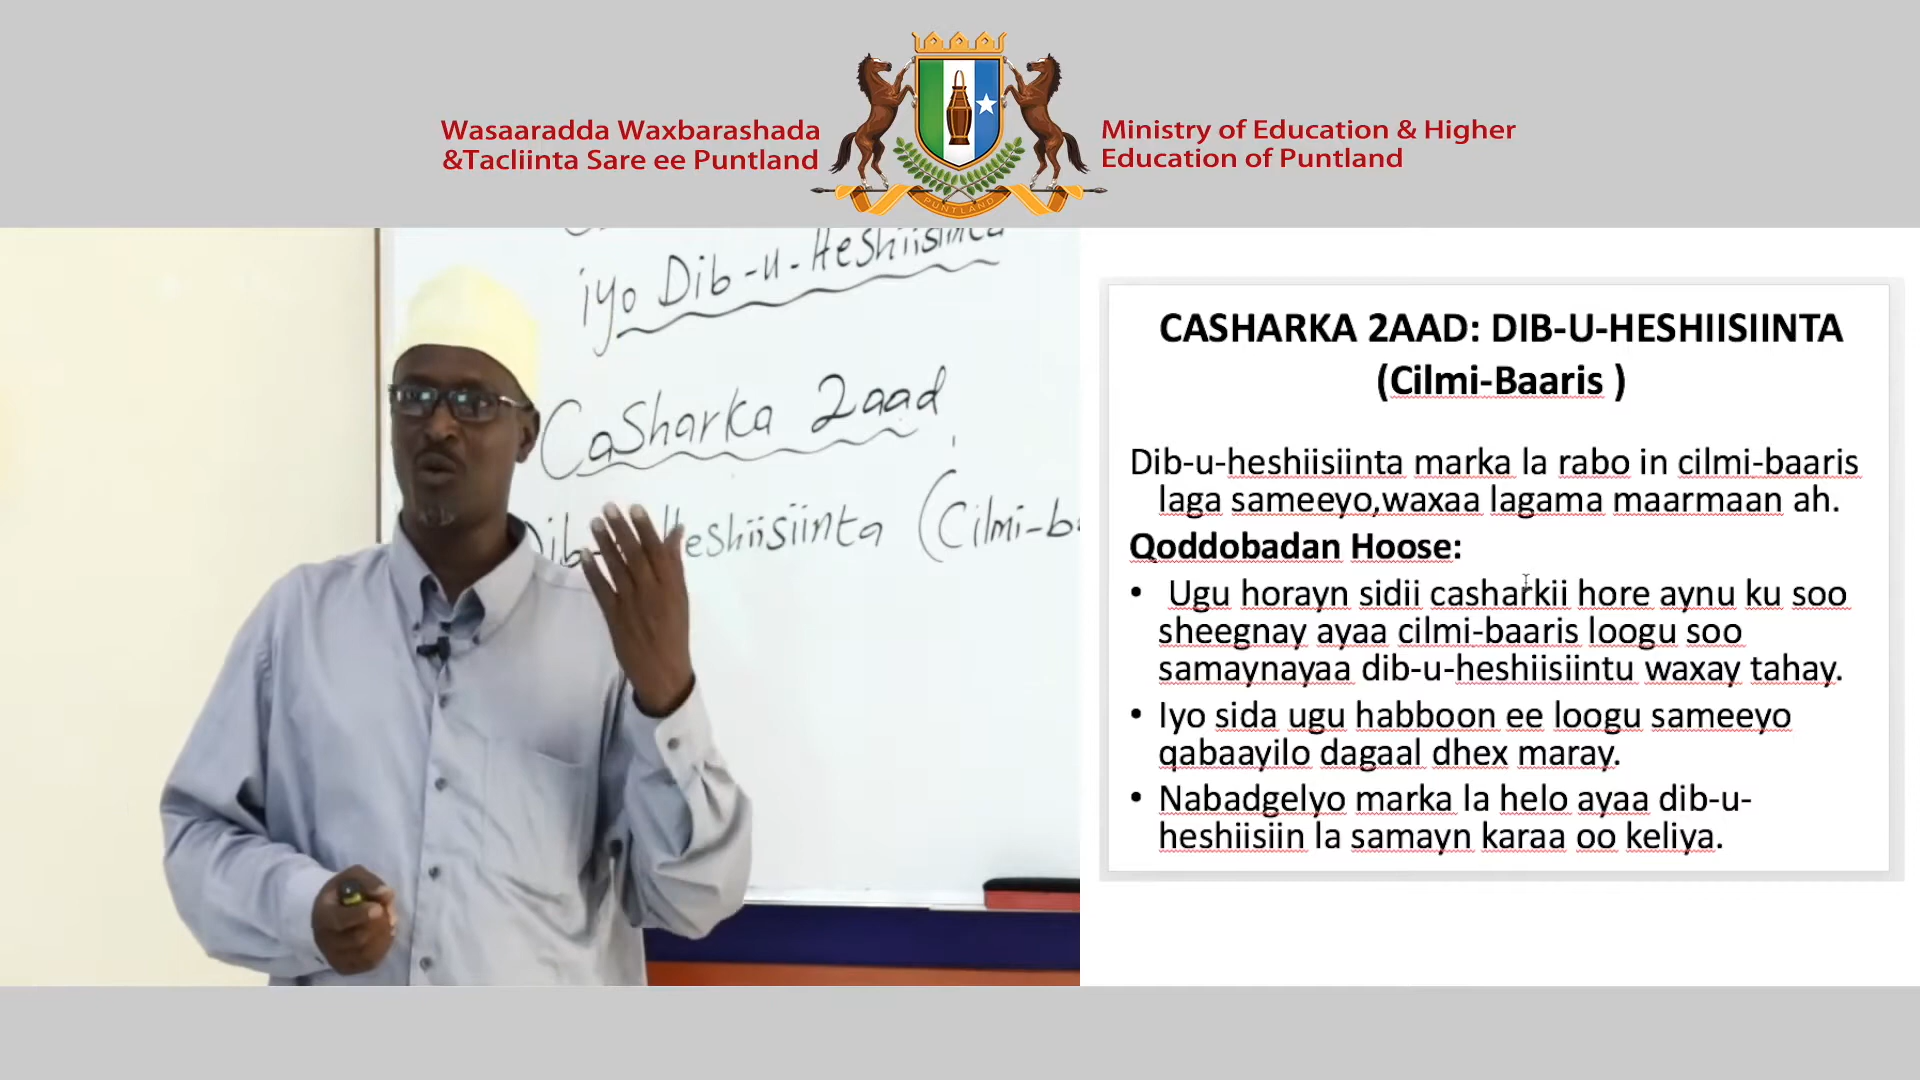 Wasaaradda Waxbarashada
&Tacliinta Sare ee Puntland
PUNTLAND
Ministry of Education & Higher
Education of Puntland
iyo Dib-u-Heshiisiinta
Casharka 2aad
Heshiisiinta (Cilmi-b
CASHARKA 2AAD: DIB-U-HESHIISIINTA
(Cilmi-Baaris )
Dib-u-heshiisiinta marka la rabo in cilmi-baaris
laga sameeyo,waxaa lagama maarmaan ah.
Qoddobadan Hoose:
• Ugu horayn sidii casharkii hore aynu ku soo
sheegnay ayaa cilmi-baaris loogu soo
samaynayaa dib-u-heshiisiintu waxay tahay.
• Iyo sida ugu habboon ee loogu sameeyo
qabaayilo dagaal dhex maray.
• Nabadgelyo marka la helo ayaa dib-u-
heshiisiin la samayn karaa oo keliya.